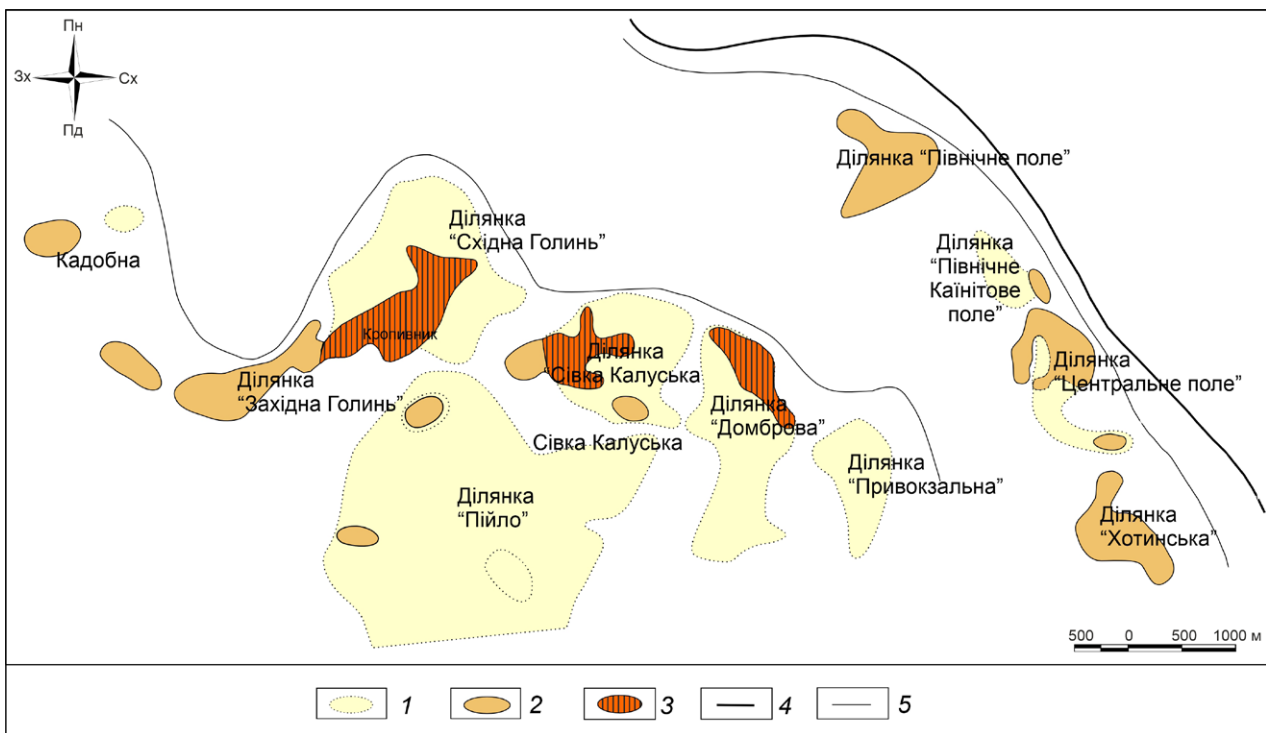 Пн
Зх
Сх
Пд
Ділянка “Північне поле”
Ділянка
“Східна Голинь”
Кадобна
Ділянка
“Північне
Каїнітове
поле”
Кропивник
Ділянка
“Сівка Калуська”
Ділянка
“Центральне поле”
Ділянка
“Західна Голинь”
Ділянка
“Домброва”
Сівка Калуська
Ділянка
“Привокзальна”
Ділянка
“Пійло”
Ділянка
“Хотинська”
500 0 500 1000 м
1 2 3 4 5